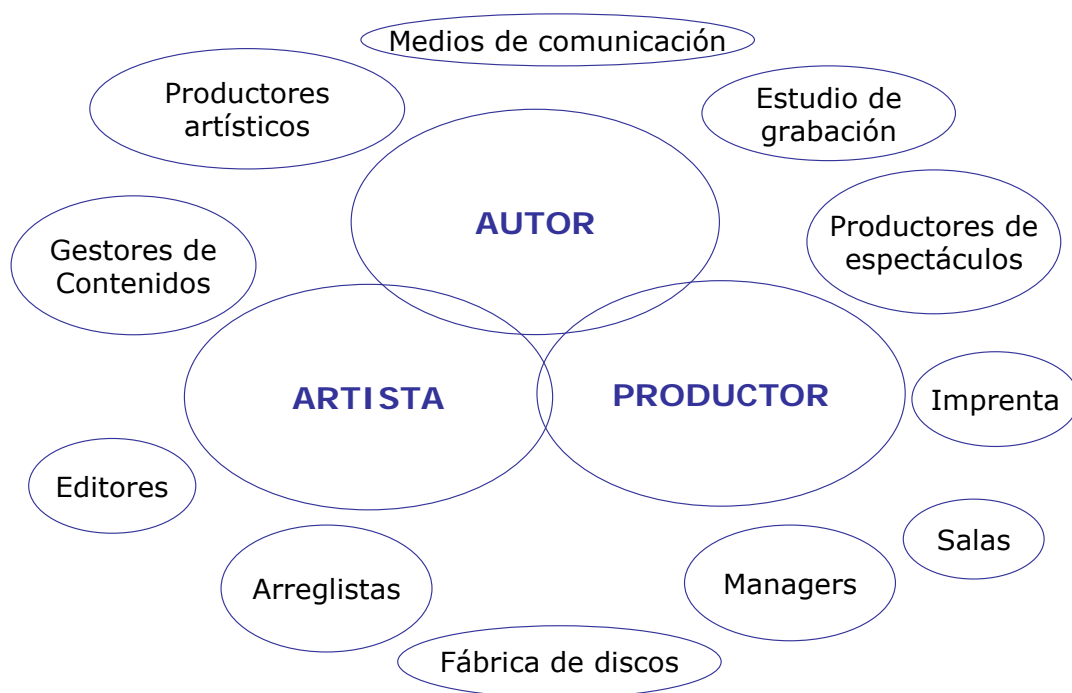 Medios de comunicación
Productores
artísticos
Estudio de
grabación
AUTOR
Productores de
espectáculos
Gestores de
Contenidos
ARTISTA
PRODUCTOR
Imprenta
Editores
Salas
Arreglistas
Managers
Fábrica de discos